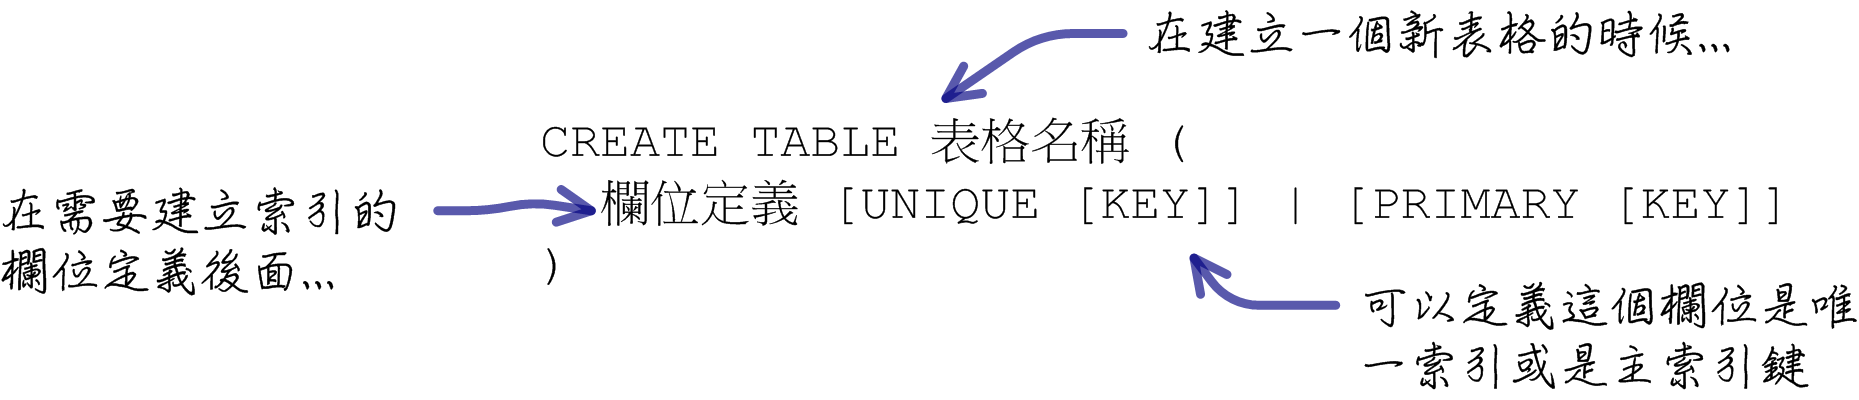 在建立一個新表格的時候...
CREATE TABLE 表格名稱 (
在需要建立索引的
欄位定義後面...
欄位定義 [UNIQUE [KEY]] | [PRIMARY [KEY]]
)
可以定義這個欄位是唯
一索引或是主索引鍵